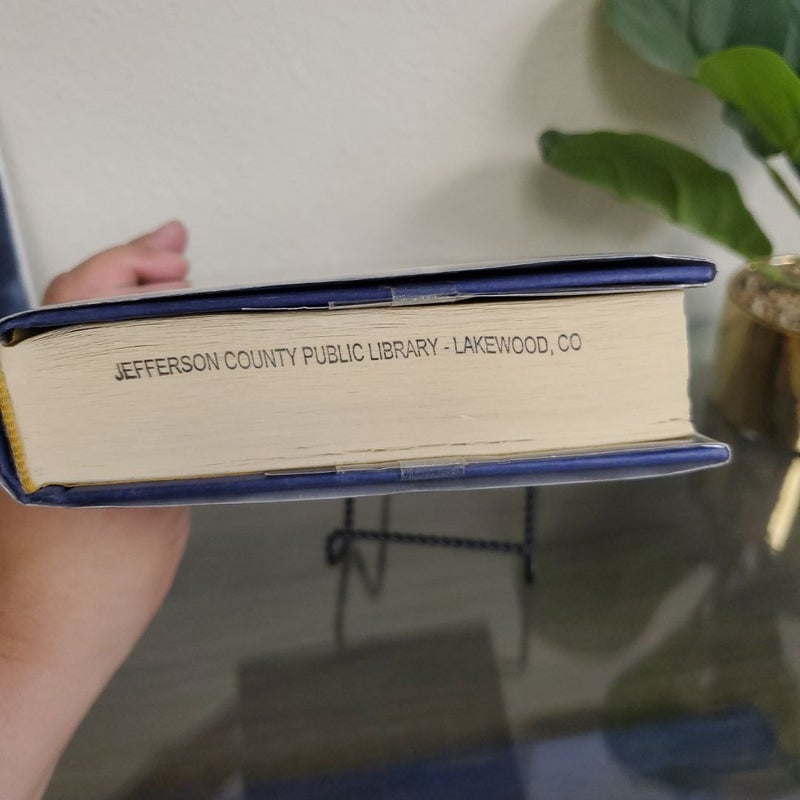 JEFFERSON COUNTY PUBLIC LIBRARY - LAKEWOOD, CO